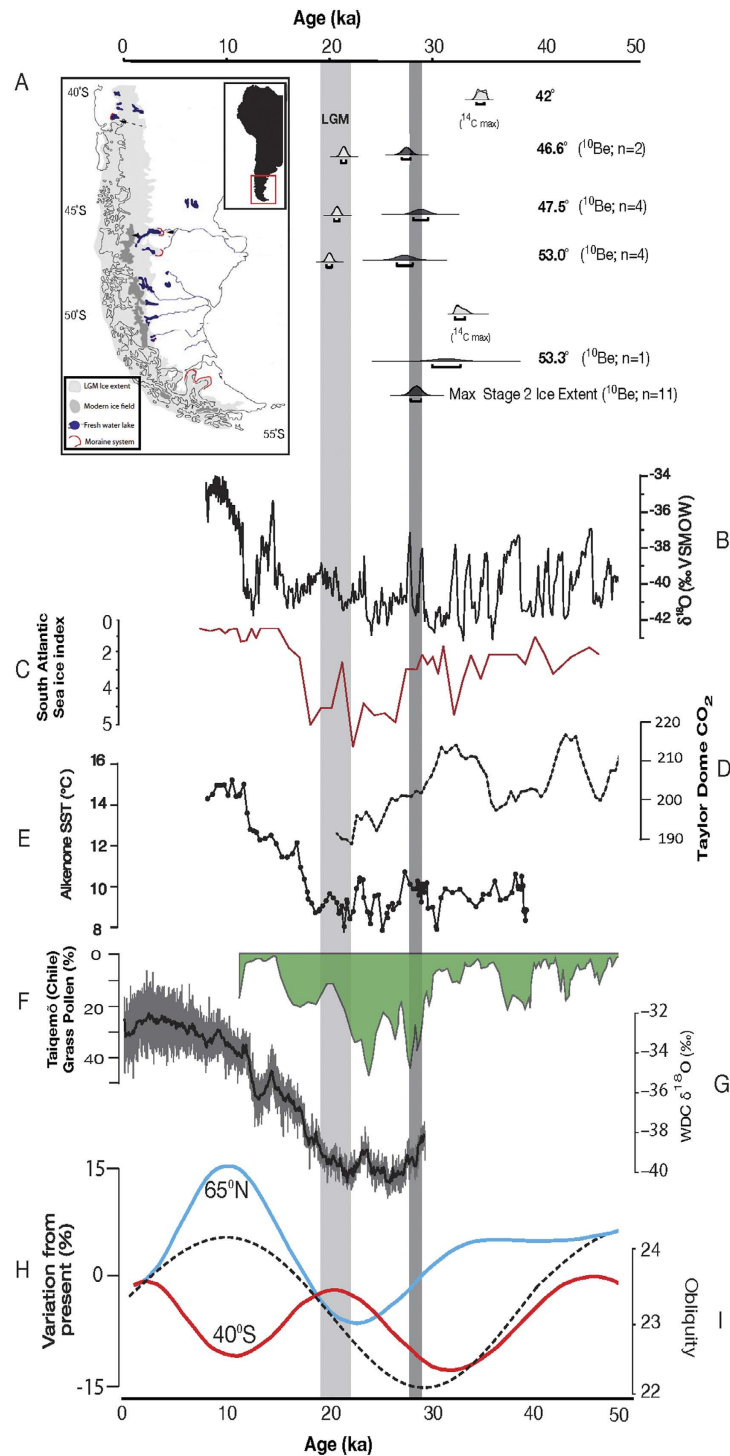 Age (ka)
0 10 20 30 40 50
A
40°S
45°S
50°S
55°S
LGM Ice extent
Modern ice field
Fresh water lake
Moraine system
LGM
42°
(¹⁴C max)
46.6° (¹⁰Be; n=2)
47.5° (¹⁰Be; n=4)
53.0° (¹⁰Be; n=4)
(¹⁴C max)
53.3° (¹⁰Be; n=1)
Max Stage 2 Ice Extent (¹⁰Be; n=11)
B
δ¹⁸O (‰ VSMOW)
-34
-36
-38
-40
-42
C
South Atlantic
Sea ice index
0
2
4
5
D
Taylor Dome CO₂
220
210
200
190
E
Alkenone SST (°C)
16
14
12
10
8
F
Taiqemó (Chile)
Grass Pollen (%)
0
20
40
G
WDC δ¹⁸O (‰)
-32
-34
-36
-38
-40
H
Variation from
present (%)
15
0
-15
65⁰N
40⁰S
I
Obliquity
24
23
22
0 10 20 30 40 50
Age (ka)